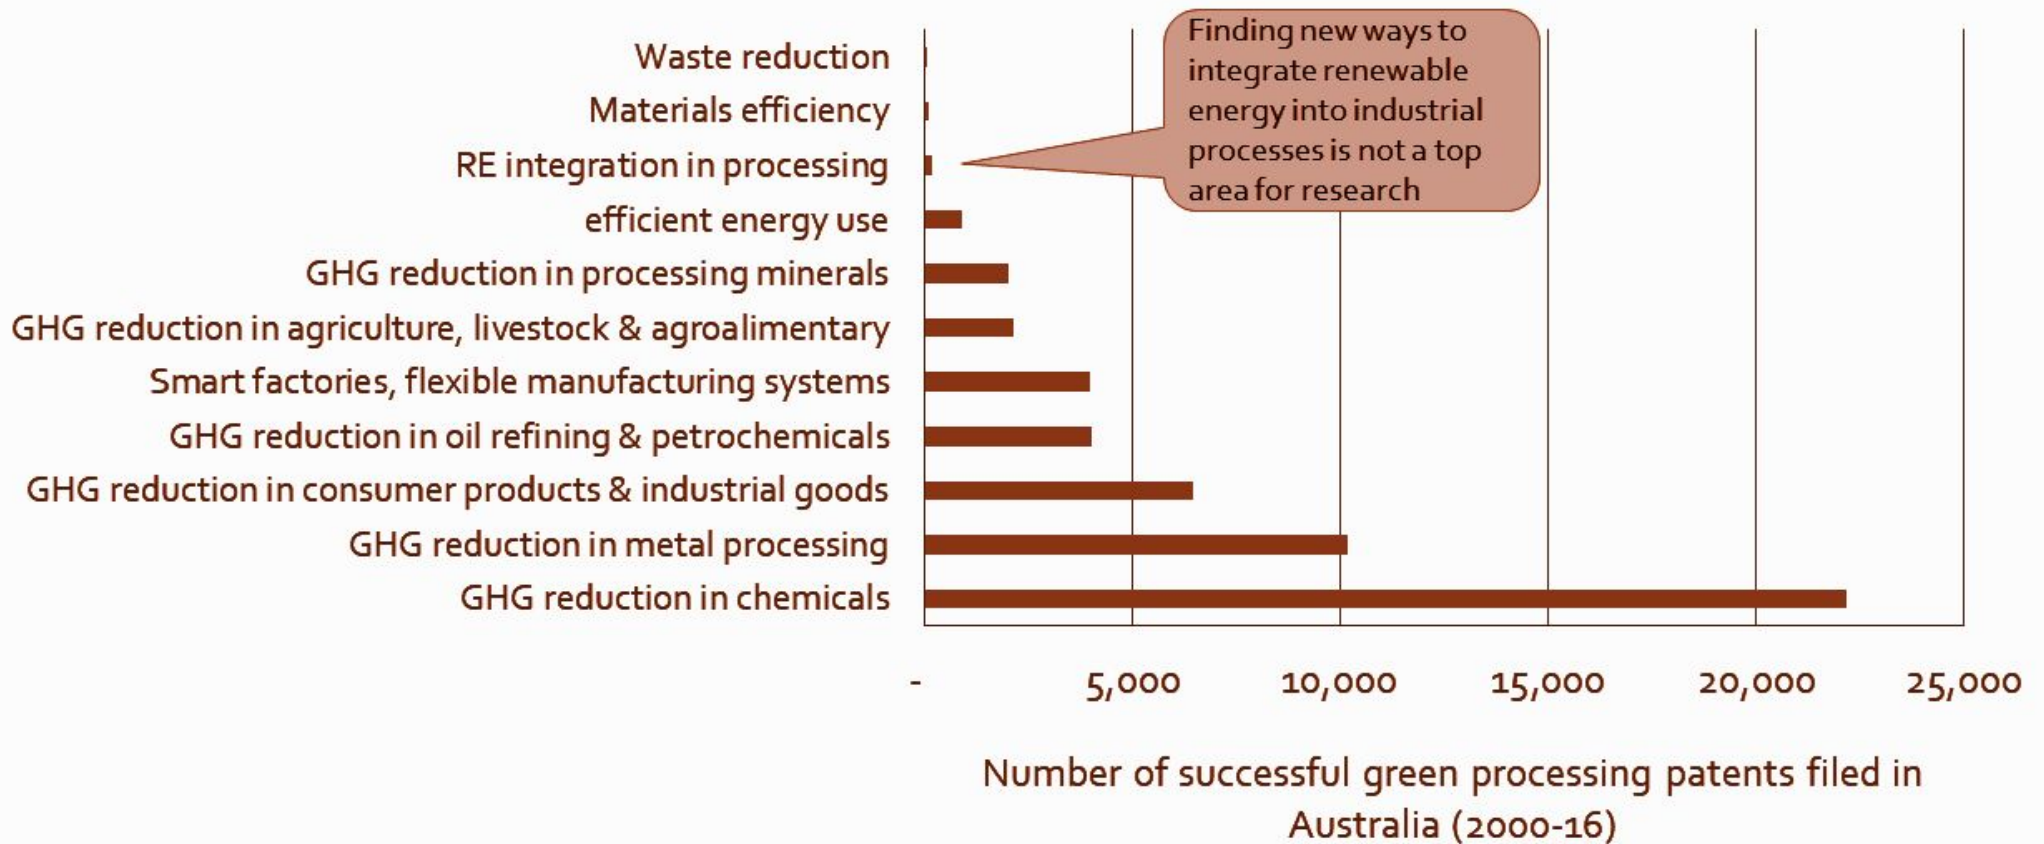 Waste reduction
Materials efficiency
RE integration in processing
efficient energy use
GHG reduction in processing minerals
GHG reduction in agriculture, livestock & agroalimentary
Smart factories, flexible manufacturing systems
GHG reduction in oil refining & petrochemicals
GHG reduction in consumer products & industrial goods
GHG reduction in metal processing
GHG reduction in chemicals
Finding new ways to
integrate renewable
energy into industrial
processes is not a top
area for research
- 5,000 10,000 15,000 20,000 25,000
Number of successful green processing patents filed in
Australia (2000-16)